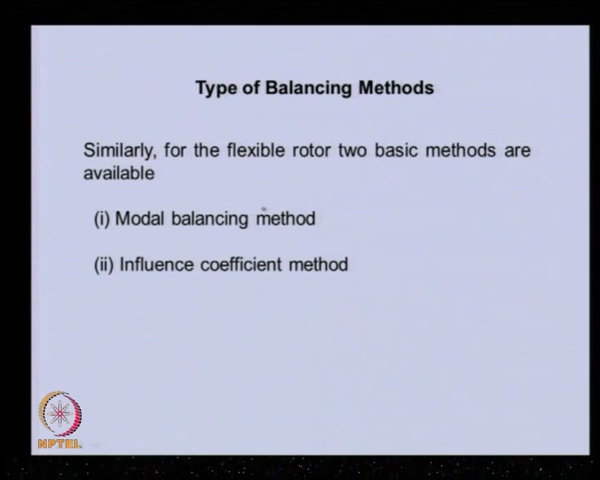 Type of Balancing Methods
Similarly, for the flexible rotor two basic methods are
available
(i) Modal balancing method
(ii) Influence coefficient method
NPTEL